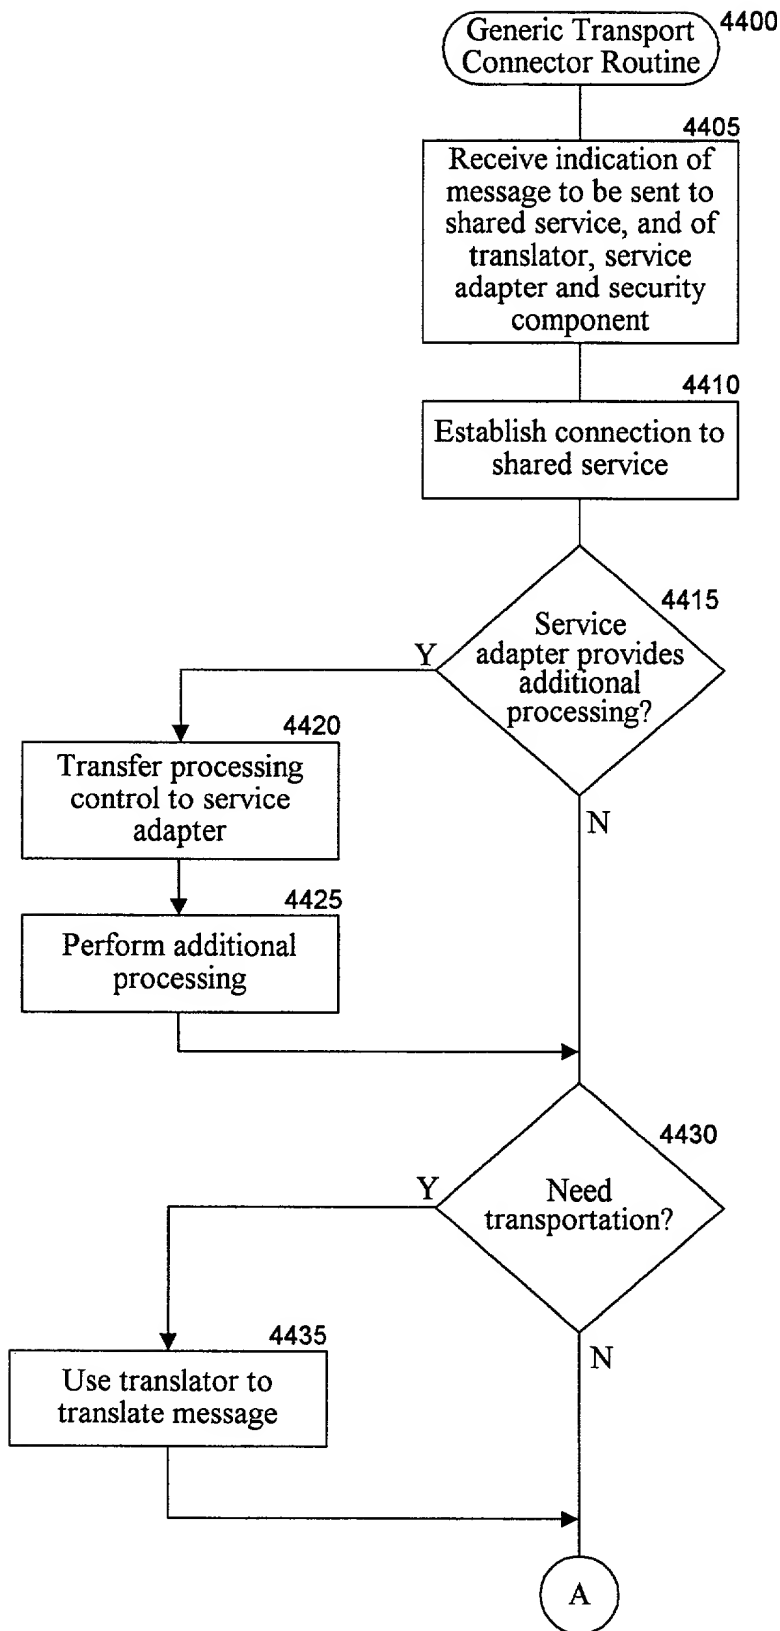 Generic Transport
Connector Routine
4400
4405
Receive indication of
message to be sent to
shared service, and of
translator, service
adapter and security
component
4410
Establish connection to
shared service
4415
Service
adapter provides
additional
processing?
Y
N
4420
Transfer processing
control to service
adapter
4425
Perform additional
processing
4430
Need
transportation?
Y
N
4435
Use translator to
translate message
A